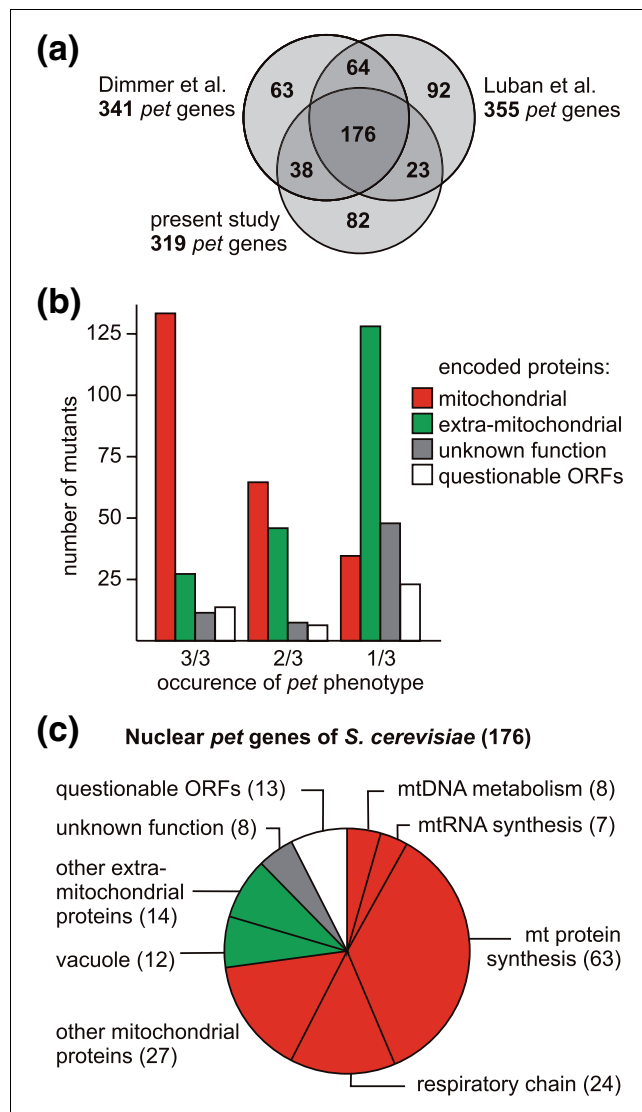 (a)
Dimmer et al.
341 pet genes
63
64
92
Luban et al.
355 pet genes
176
38
23
82
present study
319 pet genes
(b)
number of mutants
125
100
75
50
25
3/3
2/3
1/3
occurence of pet phenotype
encoded proteins:
mitochondrial
extra-mitochondrial
unknown function
questionable ORFs
(c)
Nuclear pet genes of S. cerevisiae (176)
questionable ORFs (13)
unknown function (8)
other extra-
mitochondrial
proteins (14)
vacuole (12)
other mitochondrial
proteins (27)
mtDNA metabolism (8)
mtRNA synthesis (7)
mt protein
synthesis (63)
respiratory chain (24)